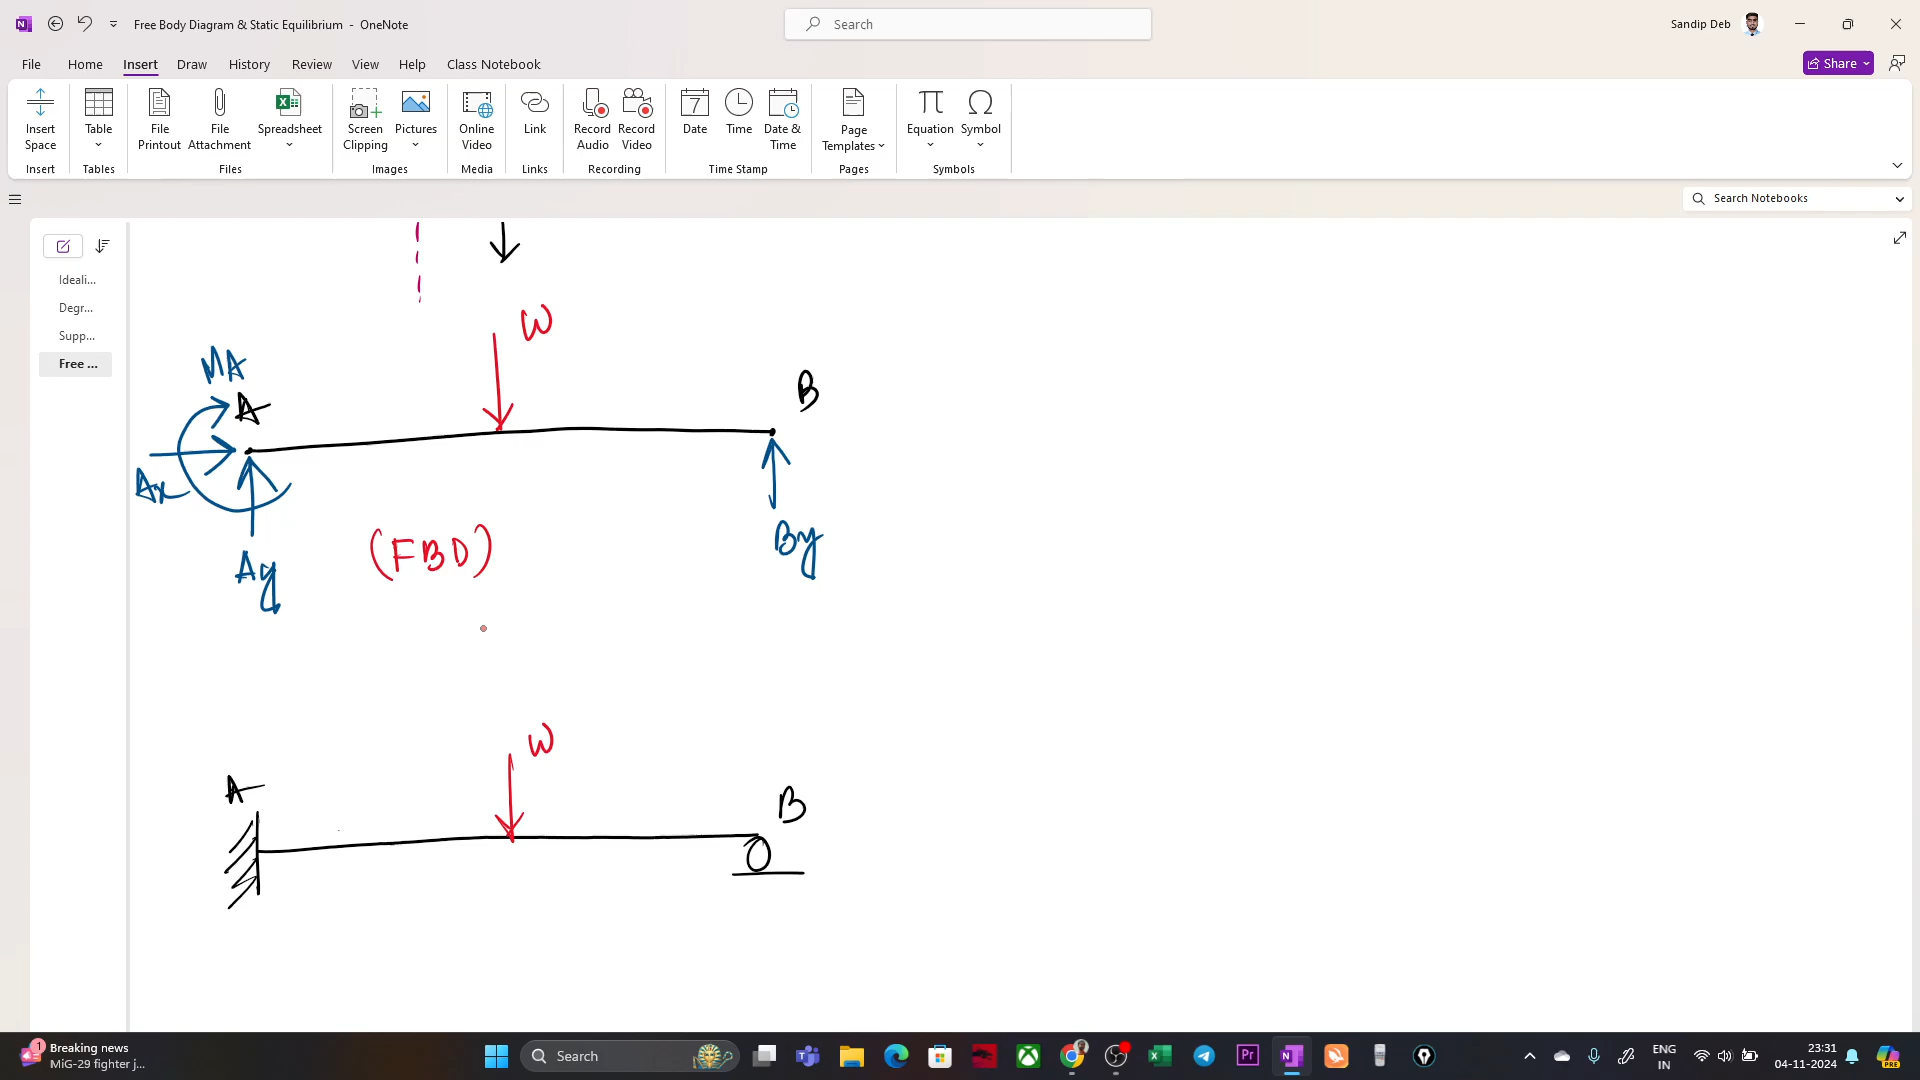 Free Body Diagram & Static Equilibrium - OneNote
Search
Sandip Deb
File Home Insert Draw History Review View Help Class Notebook
Share
Insert Space
Table
File Printout
File Attachment
Spreadsheet
Screen Clipping
Pictures
Online Video
Link
Record Audio
Record Video
7
Date
Time
Date & Time
Page Templates
π
Equation
Ω
Symbol
Insert Tables Files Images Media Links Recording Time Stamp Pages Symbols
Search Notebooks
Ideali...
Degr...
Supp...
Free ...
W
MA
A
B
Ax
(FBD)
By
Ay
W
A
B
1
Breaking news
MiG-29 fighter j...
Search
Pr
ENG
IN
23:31
04-11-2024
PRE